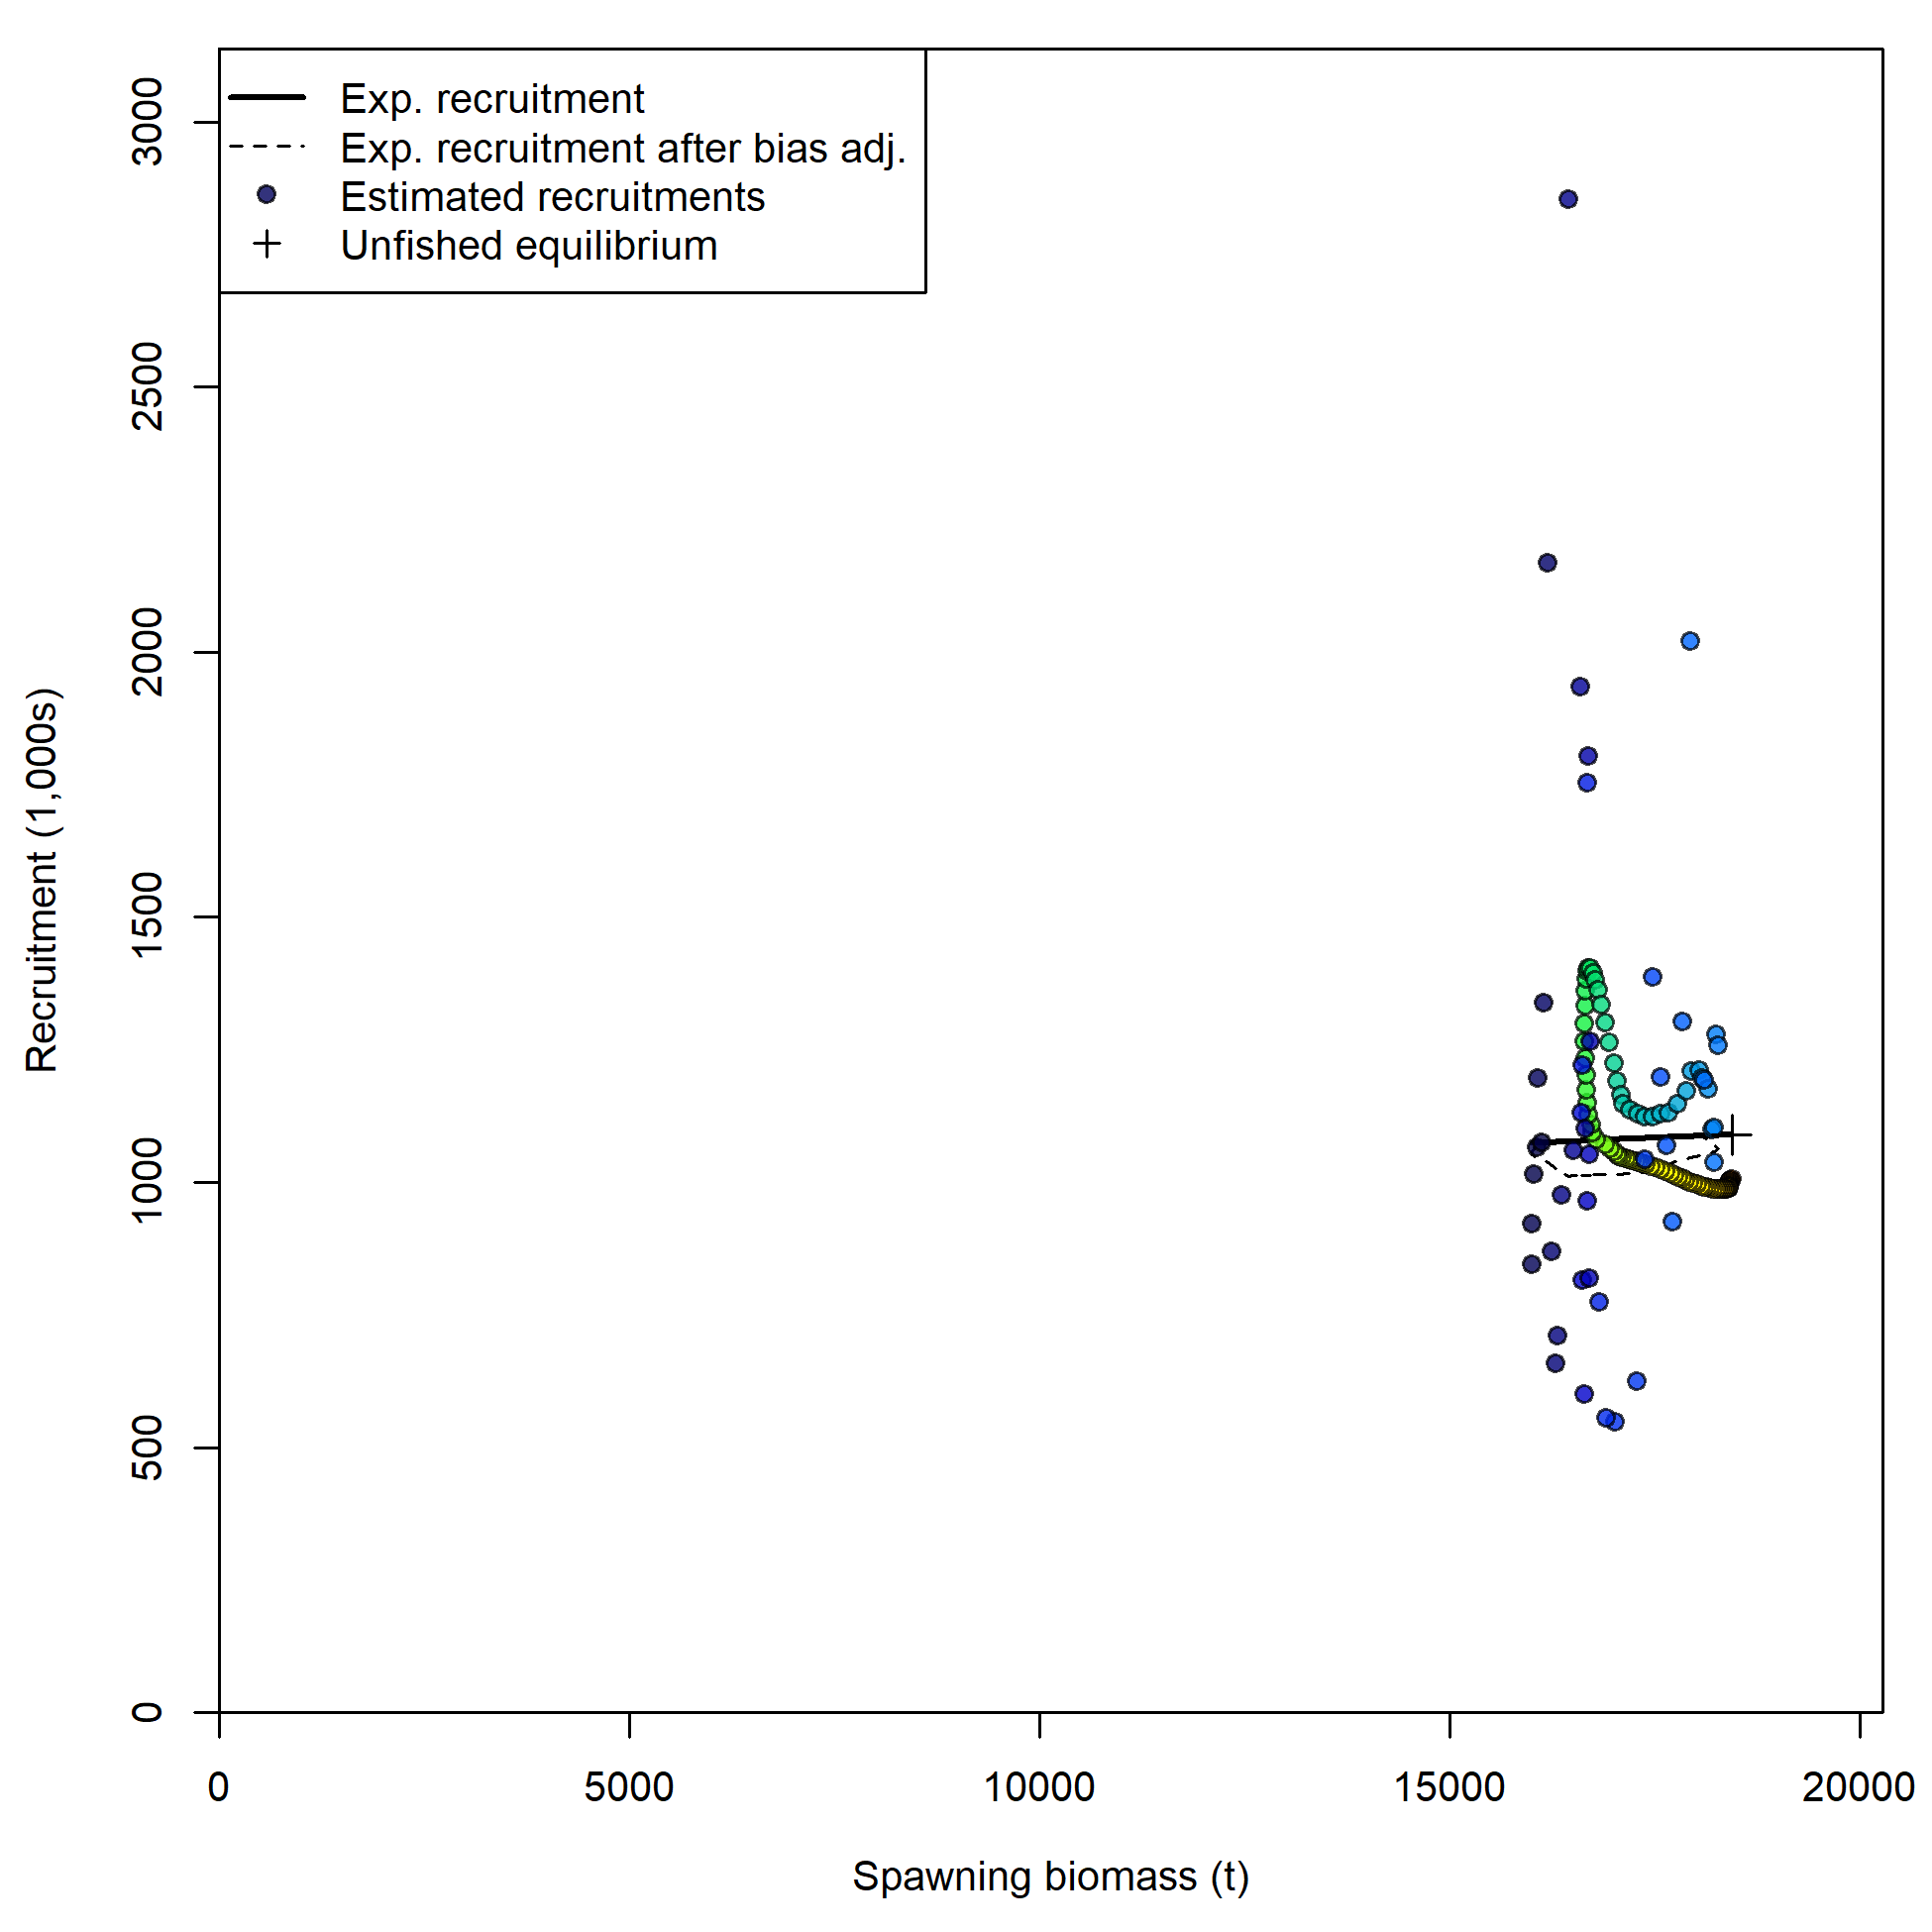 Exp. recruitment
Exp. recruitment after bias adj.
Estimated recruitments
Unfished equilibrium
3000
2500
2000
1500
1000
500
0
Recruitment (1,000s)
0 5000 10000 15000 20000
Spawning biomass (t)